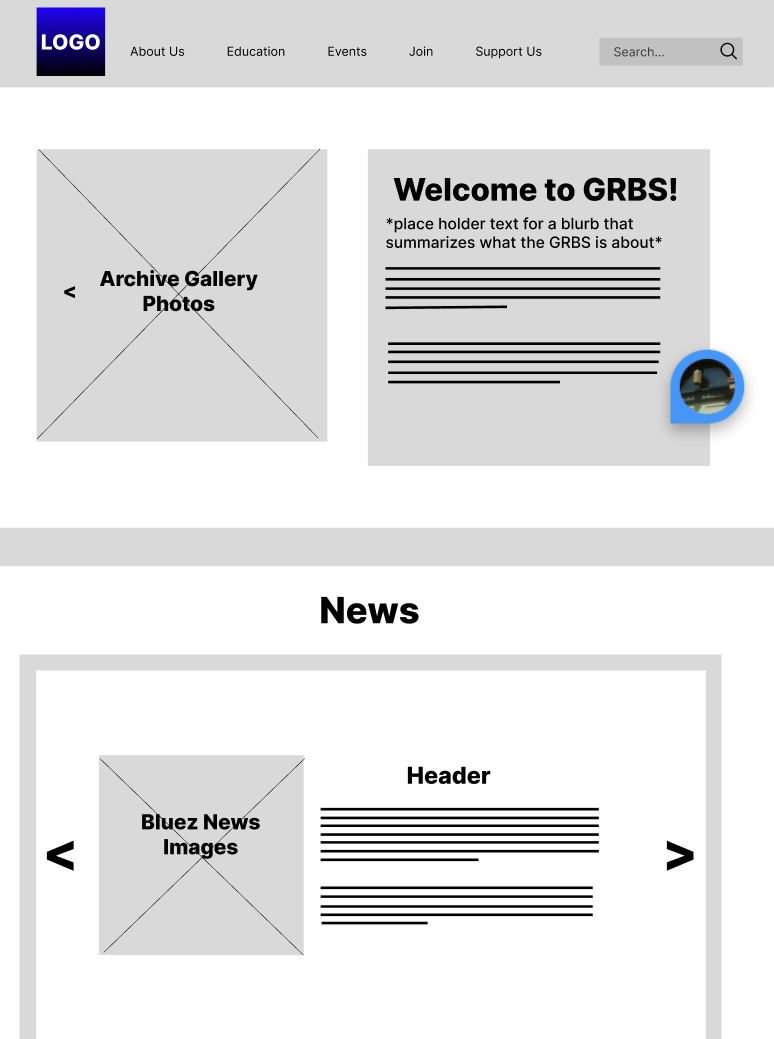 LOGO
About Us
Education
Events
Join
Support Us
Search...
Welcome to GRBS!
*place holder text for a blurb that
summarizes what the GRBS is about*
<
Archive Gallery
Photos
News
Header
Bluez News
Images
<
>